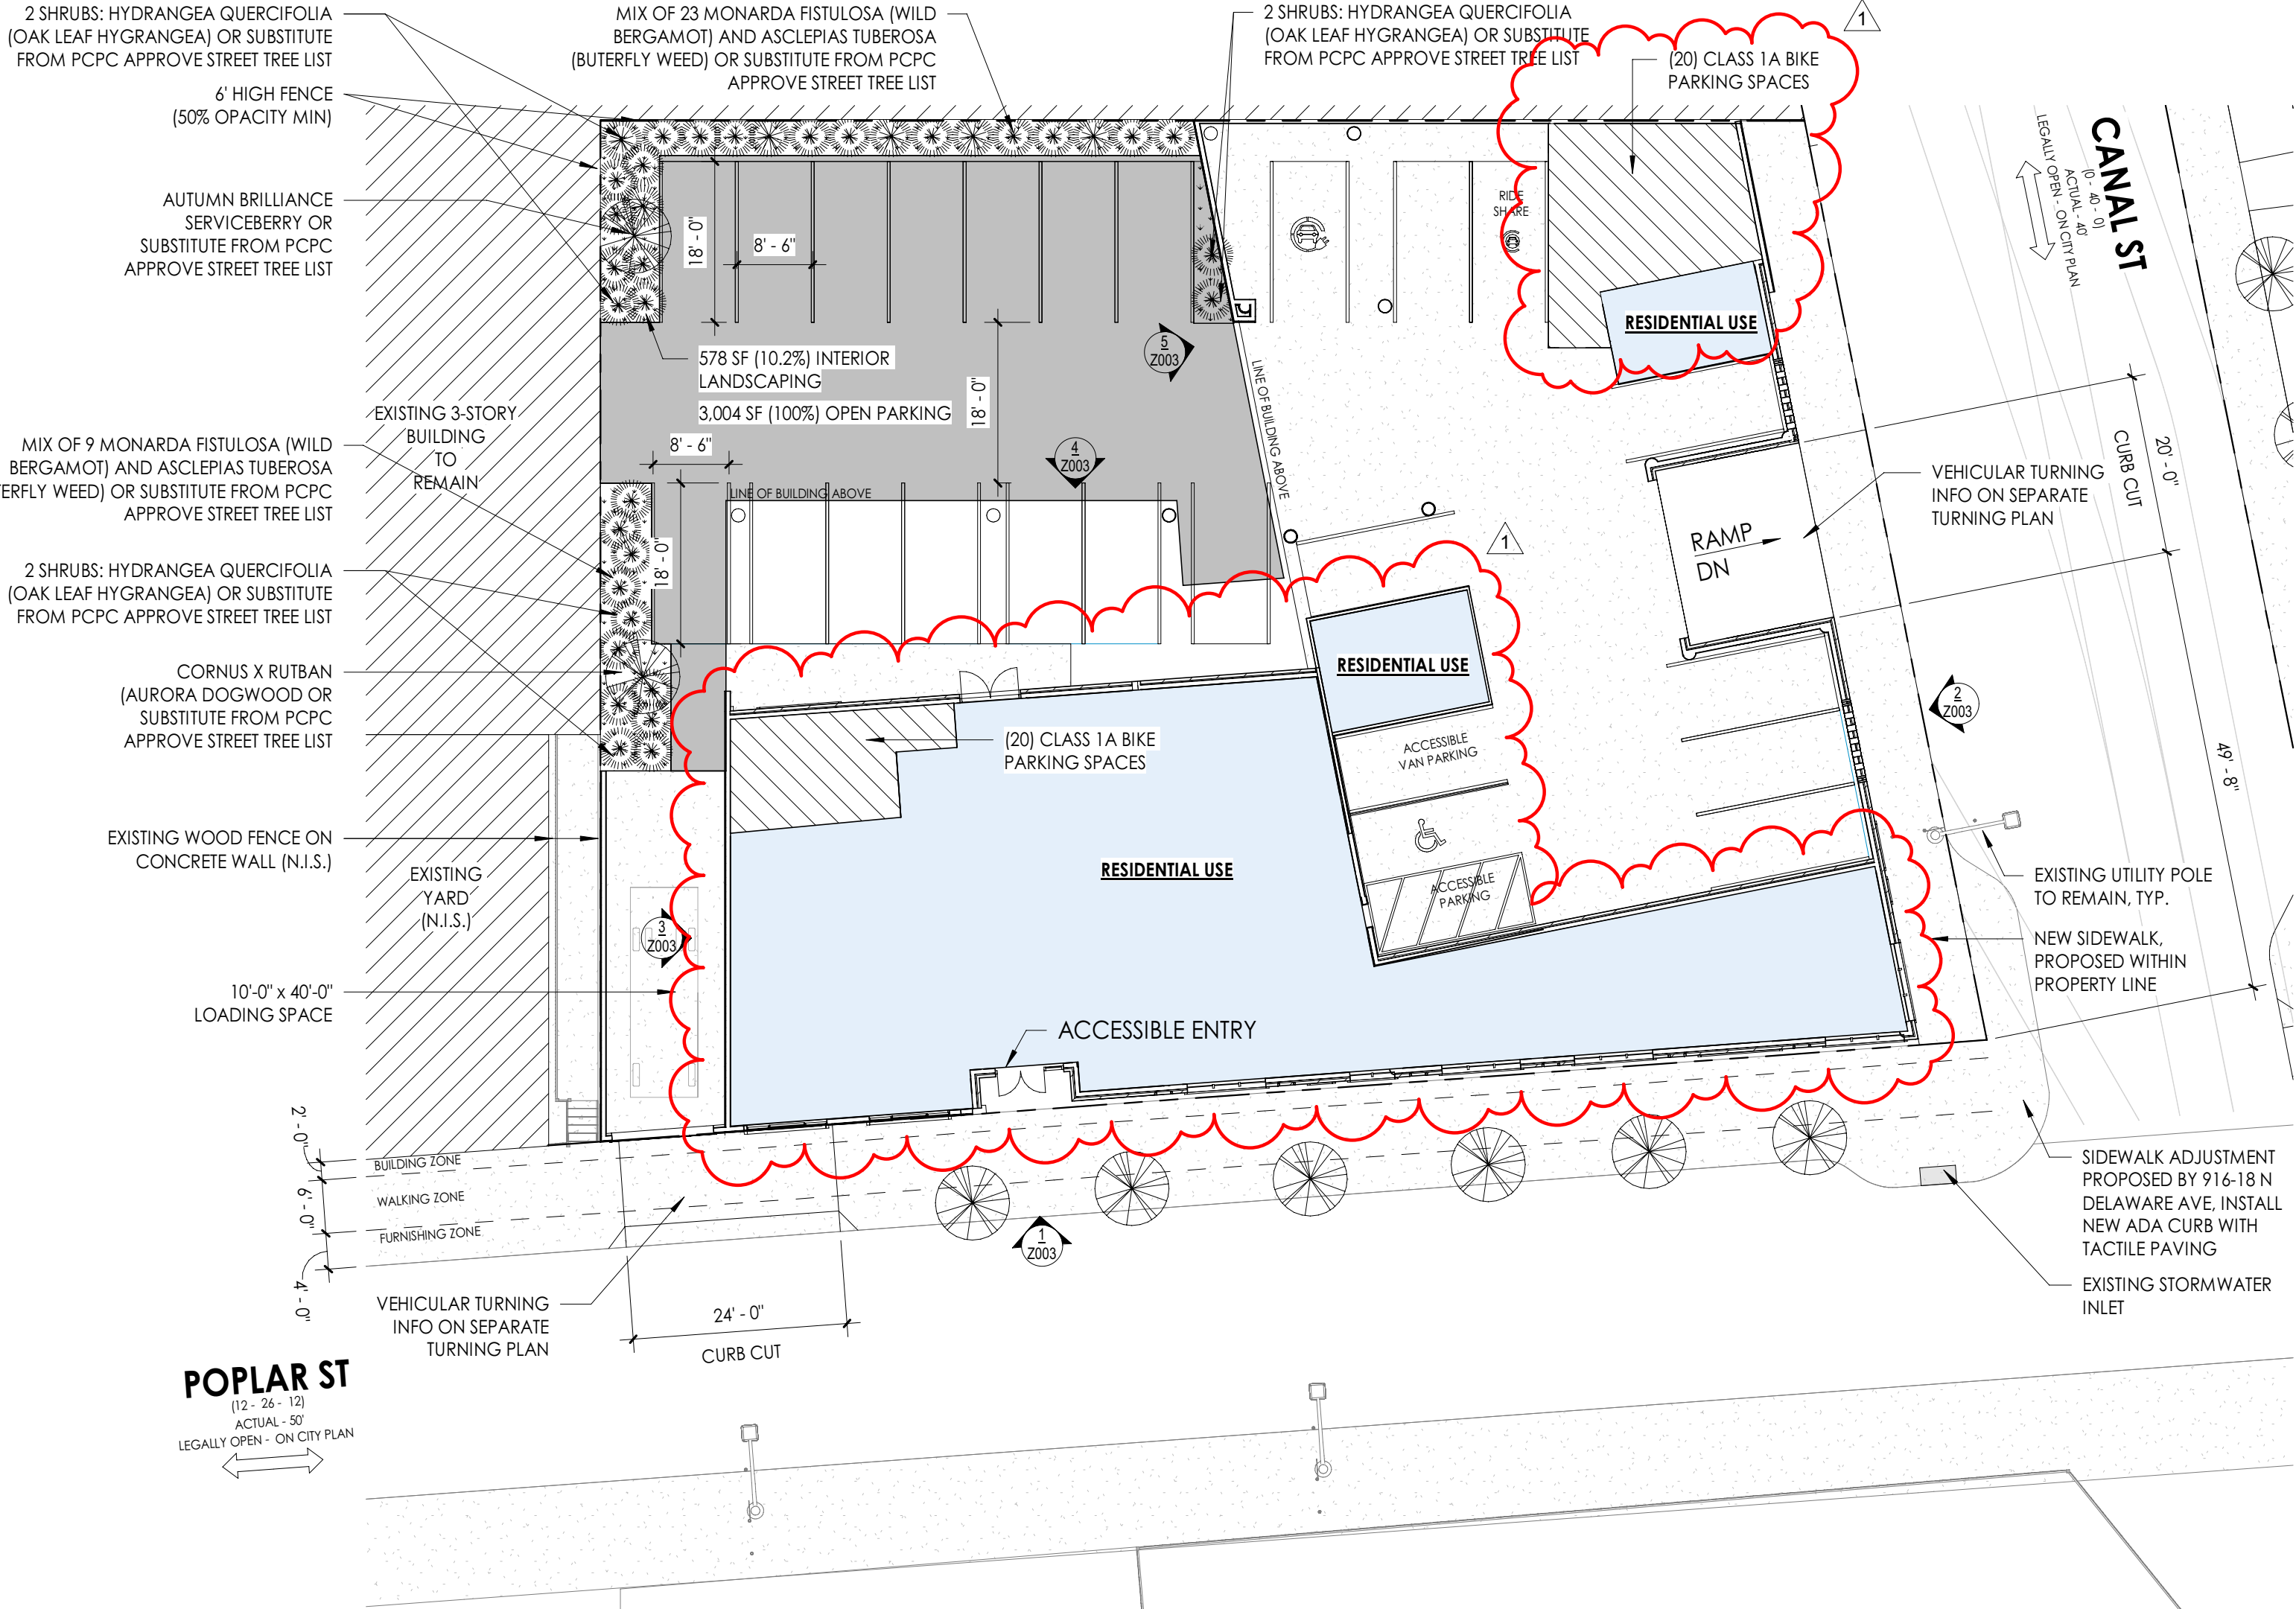 2 SHRUBS: HYDRANGEA QUERCIFOLIA
(OAK LEAF HYGRANGEA) OR SUBSTITUTE
FROM PCPC APPROVE STREET TREE LIST
6' HIGH FENCE
(50% OPACITY MIN)
AUTUMN BRILLIANCE
SERVICEBERRY OR
SUBSTITUTE FROM PCPC
APPROVE STREET TREE LIST
MIX OF 23 MONARDA FISTULOSA (WILD
BERGAMOT) AND ASCLEPIAS TUBEROSA
(BUTERFLY WEED) OR SUBSTITUTE FROM PCPC
APPROVE STREET TREE LIST
2 SHRUBS: HYDRANGEA QUERCIFOLIA
(OAK LEAF HYGRANGEA) OR SUBSTITUTE
FROM PCPC APPROVE STREET TREE LIST
(20) CLASS 1A BIKE
PARKING SPACES
1
CANAL ST
(0 - 40 - 0)
ACTUAL - 40'
LEGALLY OPEN - ON CITY PLAN
RIDE
SHARE
18' - 0"
8' - 6"
RESIDENTIAL USE
5
Z003
578 SF (10.2%) INTERIOR
LANDSCAPING
3,004 SF (100%) OPEN PARKING
18' - 0"
LINE OF BUILDING ABOVE
EXISTING 3-STORY
BUILDING
TO
REMAIN
MIX OF 9 MONARDA FISTULOSA (WILD
BERGAMOT) AND ASCLEPIAS TUBEROSA
TERFLY WEED) OR SUBSTITUTE FROM PCPC
APPROVE STREET TREE LIST
8' - 6"
4
Z003
LINE OF BUILDING ABOVE
18' - 0"
20' - 0"
CURB CUT
VEHICULAR TURNING
INFO ON SEPARATE
TURNING PLAN
RAMP
DN
1
2 SHRUBS: HYDRANGEA QUERCIFOLIA
(OAK LEAF HYGRANGEA) OR SUBSTITUTE
FROM PCPC APPROVE STREET TREE LIST
CORNUS X RUTBAN
(AURORA DOGWOOD OR
SUBSTITUTE FROM PCPC
APPROVE STREET TREE LIST
RESIDENTIAL USE
2
Z003
49' - 8"
(20) CLASS 1A BIKE
PARKING SPACES
ACCESSIBLE
VAN PARKING
EXISTING WOOD FENCE ON
CONCRETE WALL (N.I.S.)
EXISTING
YARD
(N.I.S.)
RESIDENTIAL USE
ACCESSIBLE
PARKING
EXISTING UTILITY POLE
TO REMAIN, TYP.
NEW SIDEWALK,
PROPOSED WITHIN
PROPERTY LINE
3
Z003
10'-0" x 40'-0"
LOADING SPACE
ACCESSIBLE ENTRY
2' - 0"
6' - 0"
4' - 0"
BUILDING ZONE
WALKING ZONE
FURNISHING ZONE
1
Z003
SIDEWALK ADJUSTMENT
PROPOSED BY 916-18 N
DELAWARE AVE, INSTALL
NEW ADA CURB WITH
TACTILE PAVING
EXISTING STORMWATER
INLET
VEHICULAR TURNING
INFO ON SEPARATE
TURNING PLAN
24' - 0"
CURB CUT
POPLAR ST
(12 - 26 - 12)
ACTUAL - 50'
LEGALLY OPEN - ON CITY PLAN